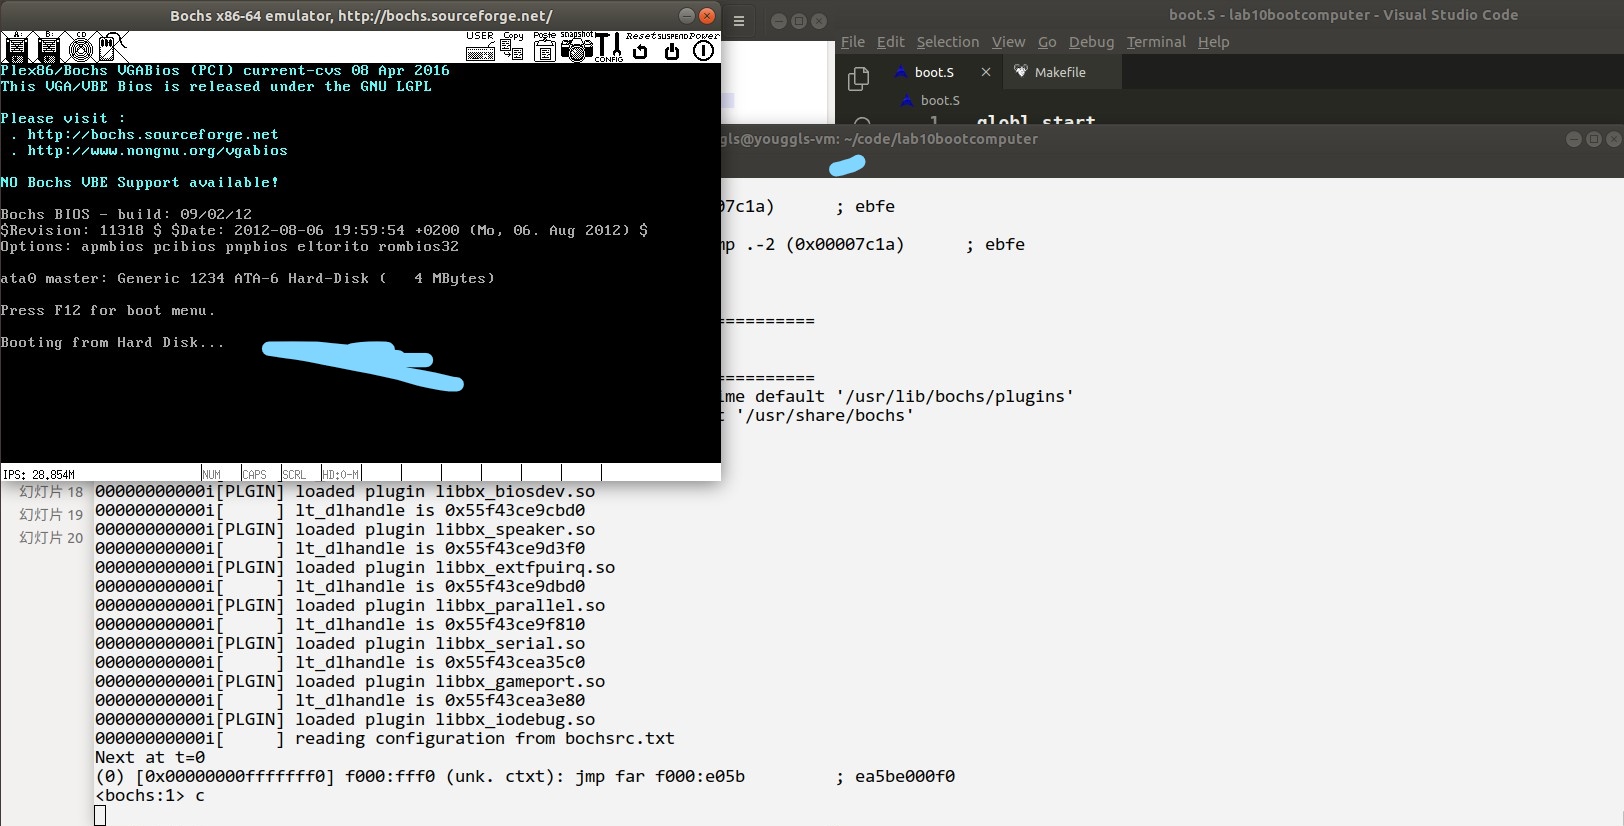 Bochs x86-64 emulator, http://bochs.sourceforge.net/
A: B: CD USER Copy Paste snapshot CONFIG Reset SUSPEND Power
Plex86/Bochs VGABios (PCI) current-cvs 08 Apr 2016
This VGA/VBE Bios is released under the GNU LGPL
Please visit :
. http://bochs.sourceforge.net
. http://www.nongnu.org/vgabios
NO Bochs VBE Support available!
Bochs BIOS - build: 09/02/12
$Revision: 11318 $ $Date: 2012-08-06 19:59:54 +0200 (Mo, 06. Aug 2012) $
Options: apmbios pcibios pnpbios eltorito rombios32
ata0 master: Generic 1234 ATA-6 Hard-Disk (   4 MBytes)
Press F12 for boot menu.
Booting from Hard Disk...
IPS: 28.854M NUM CAPS SCRL HD:0-M
boot.S - lab10bootcomputer - Visual Studio Code
File Edit Selection View Go Debug Terminal Help
boot.S Makefile
boot.S
1 .globl start
gls@youggls-vm: ~/code/lab10bootcomputer
07c1a)      ; ebfe
mp .-2 (0x00007c1a)      ; ebfe
==========
==========
ime default '/usr/lib/bochs/plugins'
t '/usr/share/bochs'
幻灯片 18
幻灯片 19
幻灯片 20
00000000000i[PLGIN] loaded plugin libbx_biosdev.so
00000000000i[     ] lt_dlhandle is 0x55f43ce9cbd0
00000000000i[PLGIN] loaded plugin libbx_speaker.so
00000000000i[     ] lt_dlhandle is 0x55f43ce9d3f0
00000000000i[PLGIN] loaded plugin libbx_extfpuirq.so
00000000000i[     ] lt_dlhandle is 0x55f43ce9dbd0
00000000000i[PLGIN] loaded plugin libbx_parallel.so
00000000000i[     ] lt_dlhandle is 0x55f43ce9f810
00000000000i[PLGIN] loaded plugin libbx_serial.so
00000000000i[     ] lt_dlhandle is 0x55f43cea35c0
00000000000i[PLGIN] loaded plugin libbx_gameport.so
00000000000i[     ] lt_dlhandle is 0x55f43cea3e80
00000000000i[PLGIN] loaded plugin libbx_iodebug.so
00000000000i[     ] reading configuration from bochsrc.txt
Next at t=0
(0) [0x00000000fffffff0] f000:fff0 (unk. ctxt): jmp far f000:e05b         ; ea5be000f0
<bochs:1> c